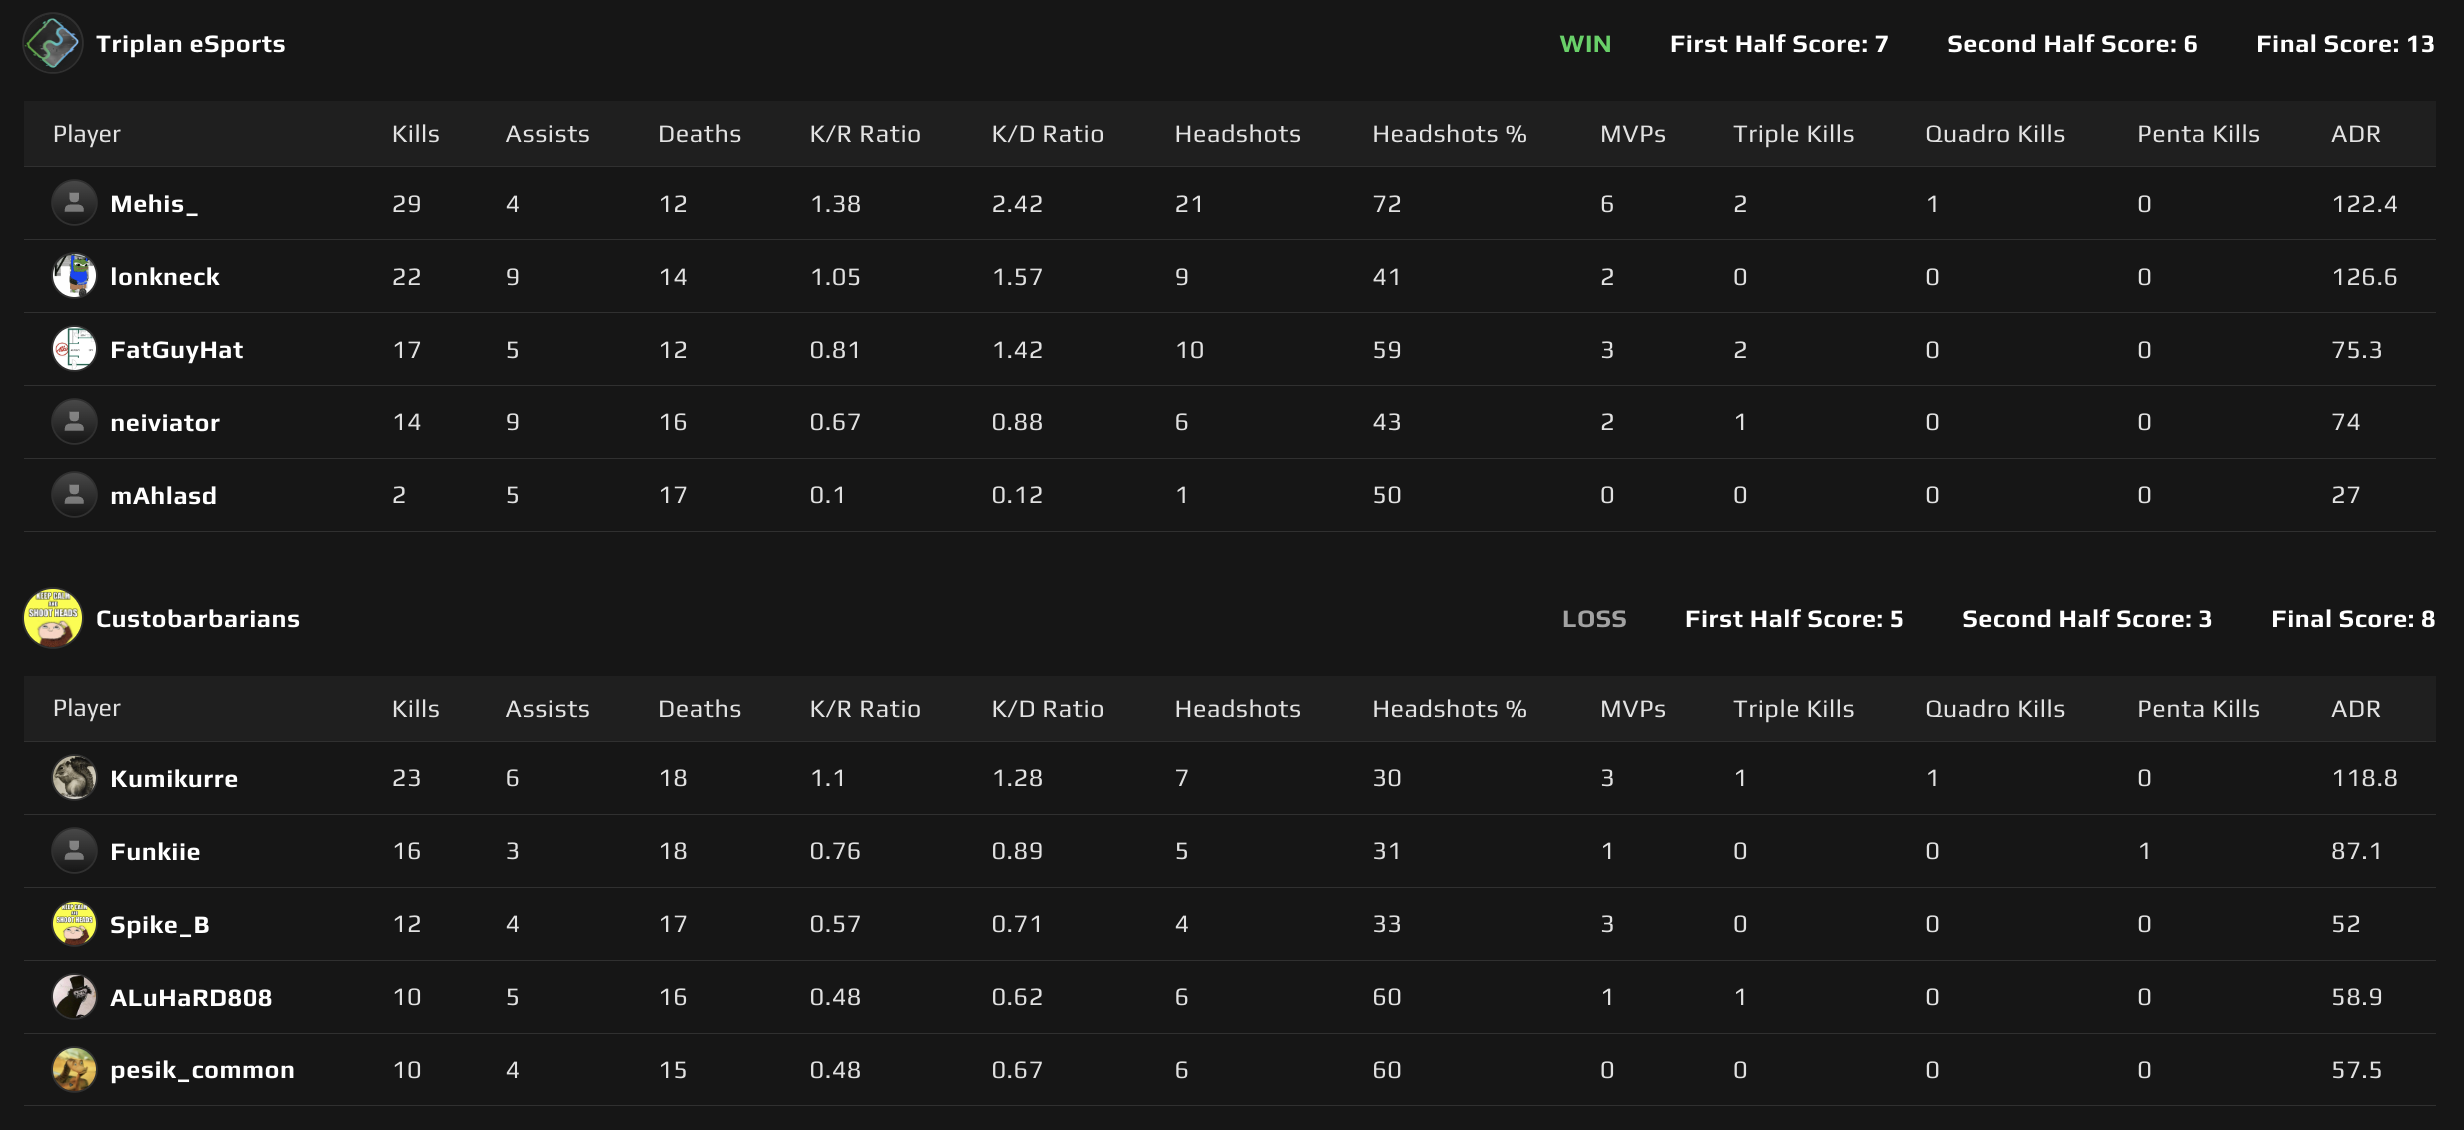 Triplan eSports WIN First Half Score: 7 Second Half Score: 6 Final Score: 13
Player Kills Assists Deaths K/R Ratio K/D Ratio Headshots Headshots % MVPs Triple Kills Quadro Kills Penta Kills ADR
Mehis_ 29 4 12 1.38 2.42 21 72 6 2 1 0 122.4
lonkneck 22 9 14 1.05 1.57 9 41 2 0 0 0 126.6
FatGuyHat 17 5 12 0.81 1.42 10 59 3 2 0 0 75.3
neiviator 14 9 16 0.67 0.88 6 43 2 1 0 0 74
mAhlasd 2 5 17 0.1 0.12 1 50 0 0 0 0 27
KEEP CALM
AND
SHOOT HEADS
Custobarbarians LOSS First Half Score: 5 Second Half Score: 3 Final Score: 8
Player Kills Assists Deaths K/R Ratio K/D Ratio Headshots Headshots % MVPs Triple Kills Quadro Kills Penta Kills ADR
Kumikurre 23 6 18 1.1 1.28 7 30 3 1 1 0 118.8
Funkiie 16 3 18 0.76 0.89 5 31 1 0 0 1 87.1
KEEP CALM
AND
SHOOT HEADS
Spike_B 12 4 17 0.57 0.71 4 33 3 0 0 0 52
ALuHaRD808 10 5 16 0.48 0.62 6 60 1 1 0 0 58.9
pesik_common 10 4 15 0.48 0.67 6 60 0 0 0 0 57.5